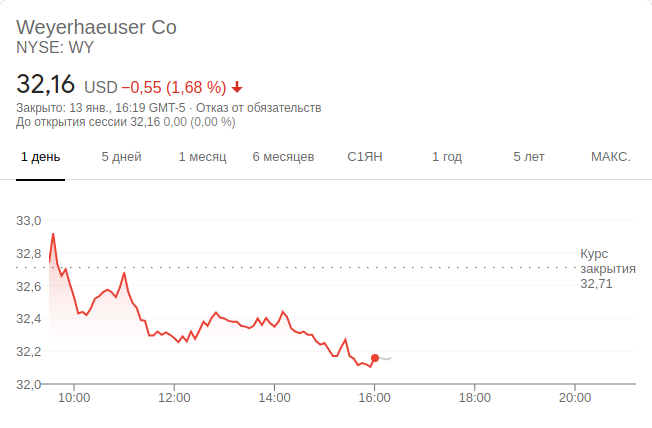 Weyerhaeuser Co
NYSE: WY
32,16 USD −0,55 (1,68 %)
Закрыто: 13 янв., 16:19 GMT-5 · Отказ от обязательств
До открытия сессии 32,16 0,00 (0,00 %)
1 день 5 дней 1 месяц 6 месяцев С1ЯН 1 год 5 лет МАКС.
33,0
32,8
32,6
32,4
32,2
32,0
Курс
закрытия
32,71
10:00 12:00 14:00 16:00 18:00 20:00